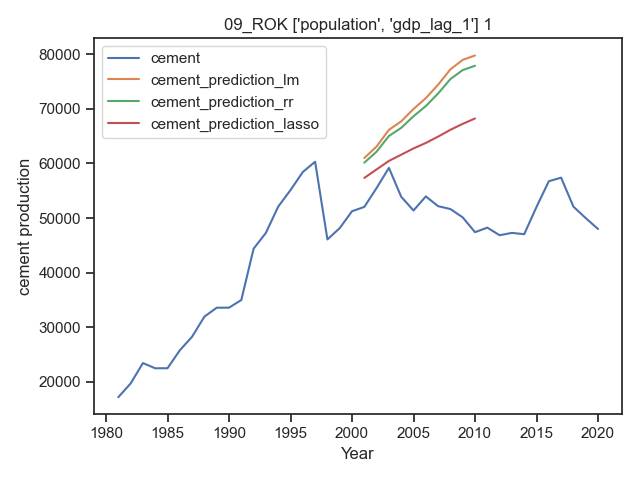 09_ROK ['population', 'gdp_lag_1'] 1
cement
cement_prediction_lm
cement_prediction_rr
cement_prediction_lasso
cement production
80000
70000
60000
50000
40000
30000
20000
1980 1985 1990 1995 2000 2005 2010 2015 2020
Year